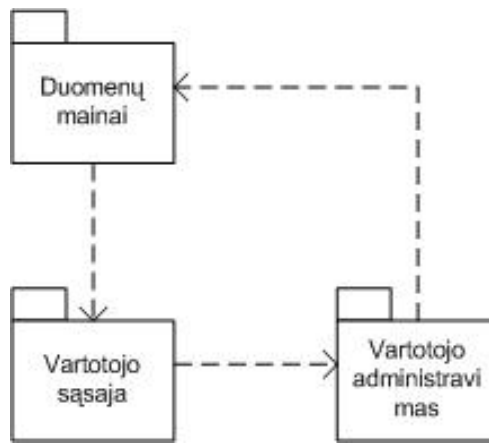 Duomenų
mainai
Vartotojo
sąsaja
Vartotojo
administravi
mas